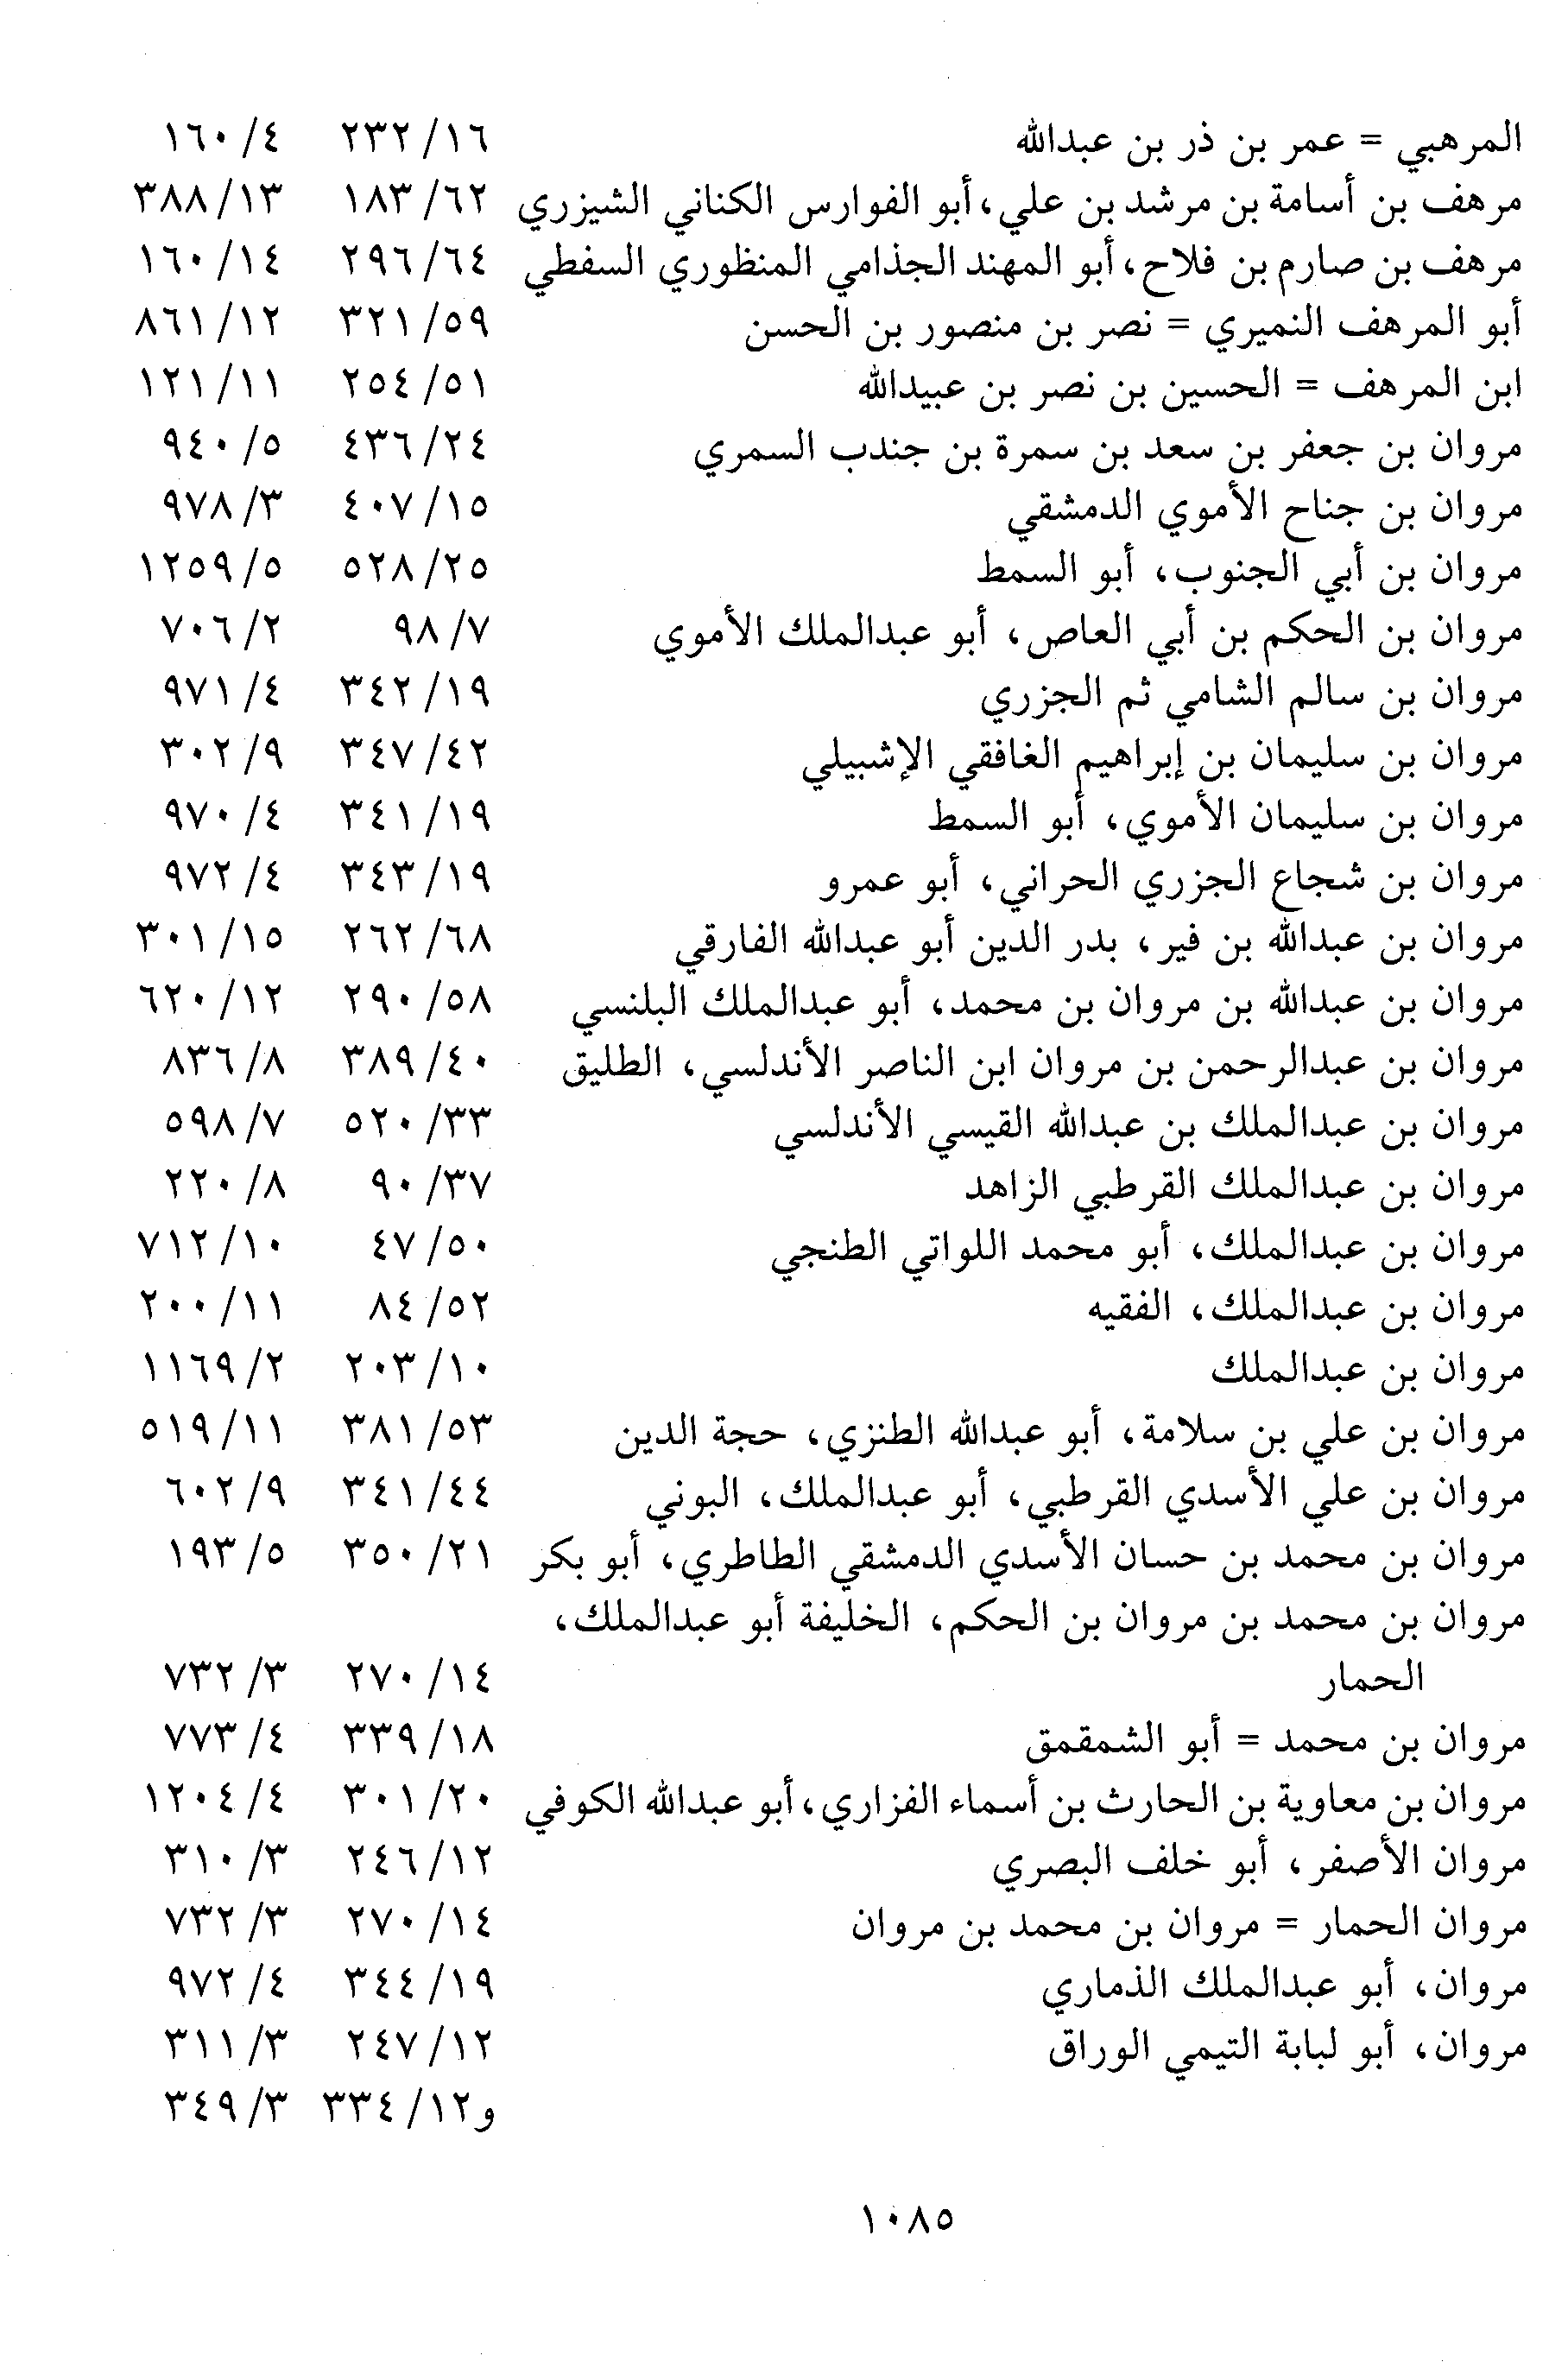 المرهبي = عمر بن ذر بن عبدالله ١٦/ ٢٣٢ ٤/ ١٦٠
مرهف بن أسامة بن مرشد بن علي، أبو الفوارس الكناني الشيزري ٦٢/ ١٨٣ ١٣/ ٣٨٨
مرهف بن صارم بن فلاح، أبو المهند الجذامي المنظوري السفطي ٦٤/ ٢٩٦ ١٤/ ١٦٠
أبو المرهف النميري = نصر بن منصور بن الحسن ٥٩/ ٣٢١ ١٢/ ٨٦١
ابن المرهف = الحسين بن نصر بن عبيدالله ٥١/ ٢٥٤ ١١/ ١٢١
مروان بن جعفر بن سعد بن سمرة بن جندب السمري ٢٤/ ٤٣٦ ٥/ ٩٤٠
مروان بن جناح الأموي الدمشقي ١٥/ ٤٠٧ ٣/ ٩٧٨
مروان بن أبي الجنوب، أبو السمط ٢٥/ ٥٢٨ ٥/ ١٢٥٩
مروان بن الحكم بن أبي العاص، أبو عبدالملك الأموي ٧/ ٩٨ ٢/ ٧٠٦
مروان بن سالم الشامي ثم الجزري ١٩/ ٣٤٢ ٤/ ٩٧١
مروان بن سليمان بن إبراهيم الغافقي الإشبيلي ٤٢/ ٣٤٧ ٩/ ٣٠٢
مروان بن سليمان الأموي، أبو السمط ١٩/ ٣٤١ ٤/ ٩٧٠
مروان بن شجاع الجزري الحراني، أبو عمرو ١٩/ ٣٤٣ ٤/ ٩٧٢
مروان بن عبدالله بن فير، بدر الدين أبو عبدالله الفارقي ٦٨/ ٢٦٢ ١٥/ ٣٠١
مروان بن عبدالله بن مروان بن محمد، أبو عبدالملك البلنسي ٥٨/ ٢٩٠ ١٢/ ٦٢٠
مروان بن عبدالرحمن بن مروان ابن الناصر الأندلسي، الطليق ٤٠/ ٣٨٩ ٨/ ٨٣٦
مروان بن عبدالملك بن عبدالله القيسي الأندلسي ٣٣/ ٥٢٠ ٧/ ٥٩٨
مروان بن عبدالملك القرطبي الزاهد ٣٧/ ٩٠ ٨/ ٢٢٠
مروان بن عبدالملك، أبو محمد اللواتي الطنجي ٥٠/ ٤٧ ١٠/ ٧١٢
مروان بن عبدالملك، الفقيه ٥٢/ ٨٤ ١١/ ٢٠٠
مروان بن عبدالملك ١٠/ ٢٠٣ ٢/ ١١٦٩
مروان بن علي بن سلامة، أبو عبدالله الطنزي، حجة الدين ٥٣/ ٣٨١ ١١/ ٥١٩
مروان بن علي الأسدي القرطبي، أبو عبدالملك، البوني ٤٤/ ٣٤١ ٩/ ٦٠٢
مروان بن محمد بن حسان الأسدي الدمشقي الطاطري، أبو بكر ٢١/ ٣٥٠ ٥/ ١٩٣
مروان بن محمد بن مروان بن الحكم، الخليفة أبو عبدالملك،
الحمار ١٤/ ٢٧٠ ٣/ ٧٣٢
مروان بن محمد = أبو الشمقمق ١٨/ ٣٣٩ ٤/ ٧٧٣
مروان بن معاوية بن الحارث بن أسماء الفزاري، أبو عبدالله الكوفي ٢٠/ ٣٠١ ٤/ ١٢٠٤
مروان الأصفر، أبو خلف البصري ١٢/ ٢٤٦ ٣/ ٣١٠
مروان الحمار = مروان بن محمد بن مروان ١٤/ ٢٧٠ ٣/ ٧٣٢
مروان، أبو عبدالملك الذماري ١٩/ ٣٤٤ ٤/ ٩٧٢
مروان، أبو لبابة التيمي الوراق ١٢/ ٢٤٧ ٣/ ٣١١
و١٢/ ٣٣٤ ٣/ ٣٤٩
١٠٨٥